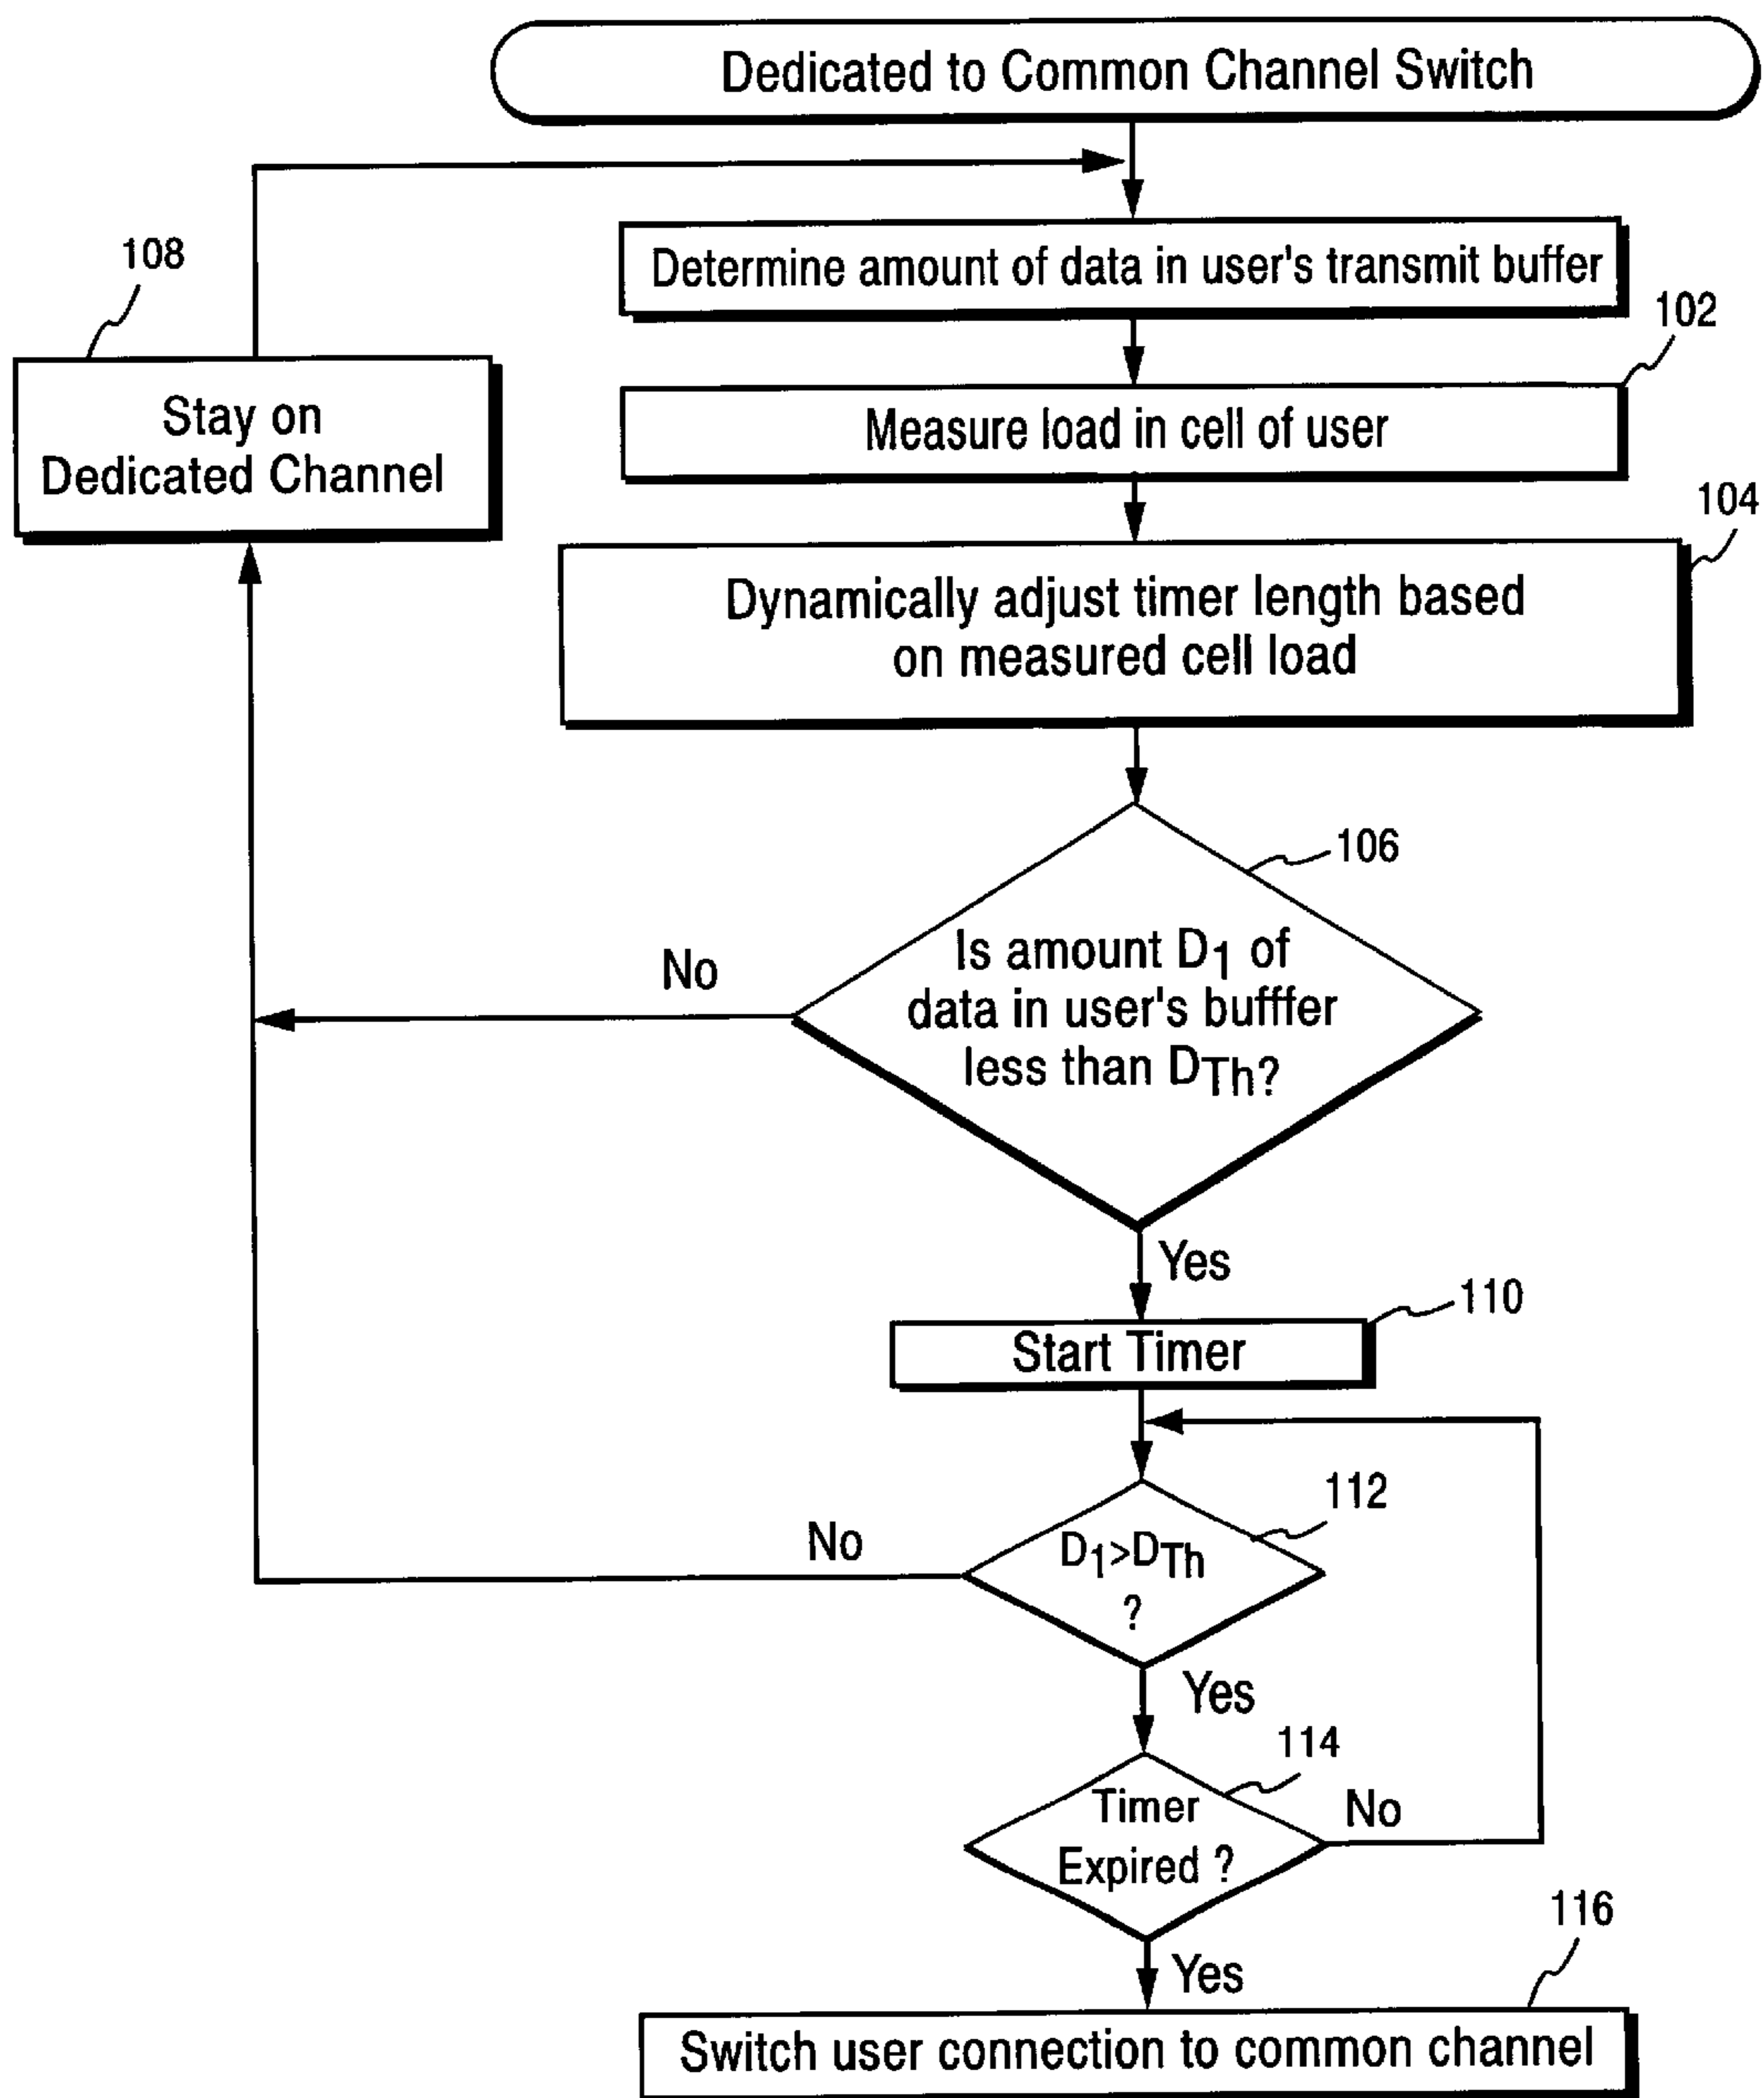 Dedicated to Common Channel Switch
Determine amount of data in user's transmit buffer
108
102
Stay on
Dedicated Channel
Measure load in cell of user
104
Dynamically adjust timer length based
on measured cell load
106
Is amount D1 of
data in user's bufffer
less than DTh?
No
Yes
110
Start Timer
112
D1>DTh
?
No
Yes
114
Timer
Expired ?
No
Yes
116
Switch user connection to common channel